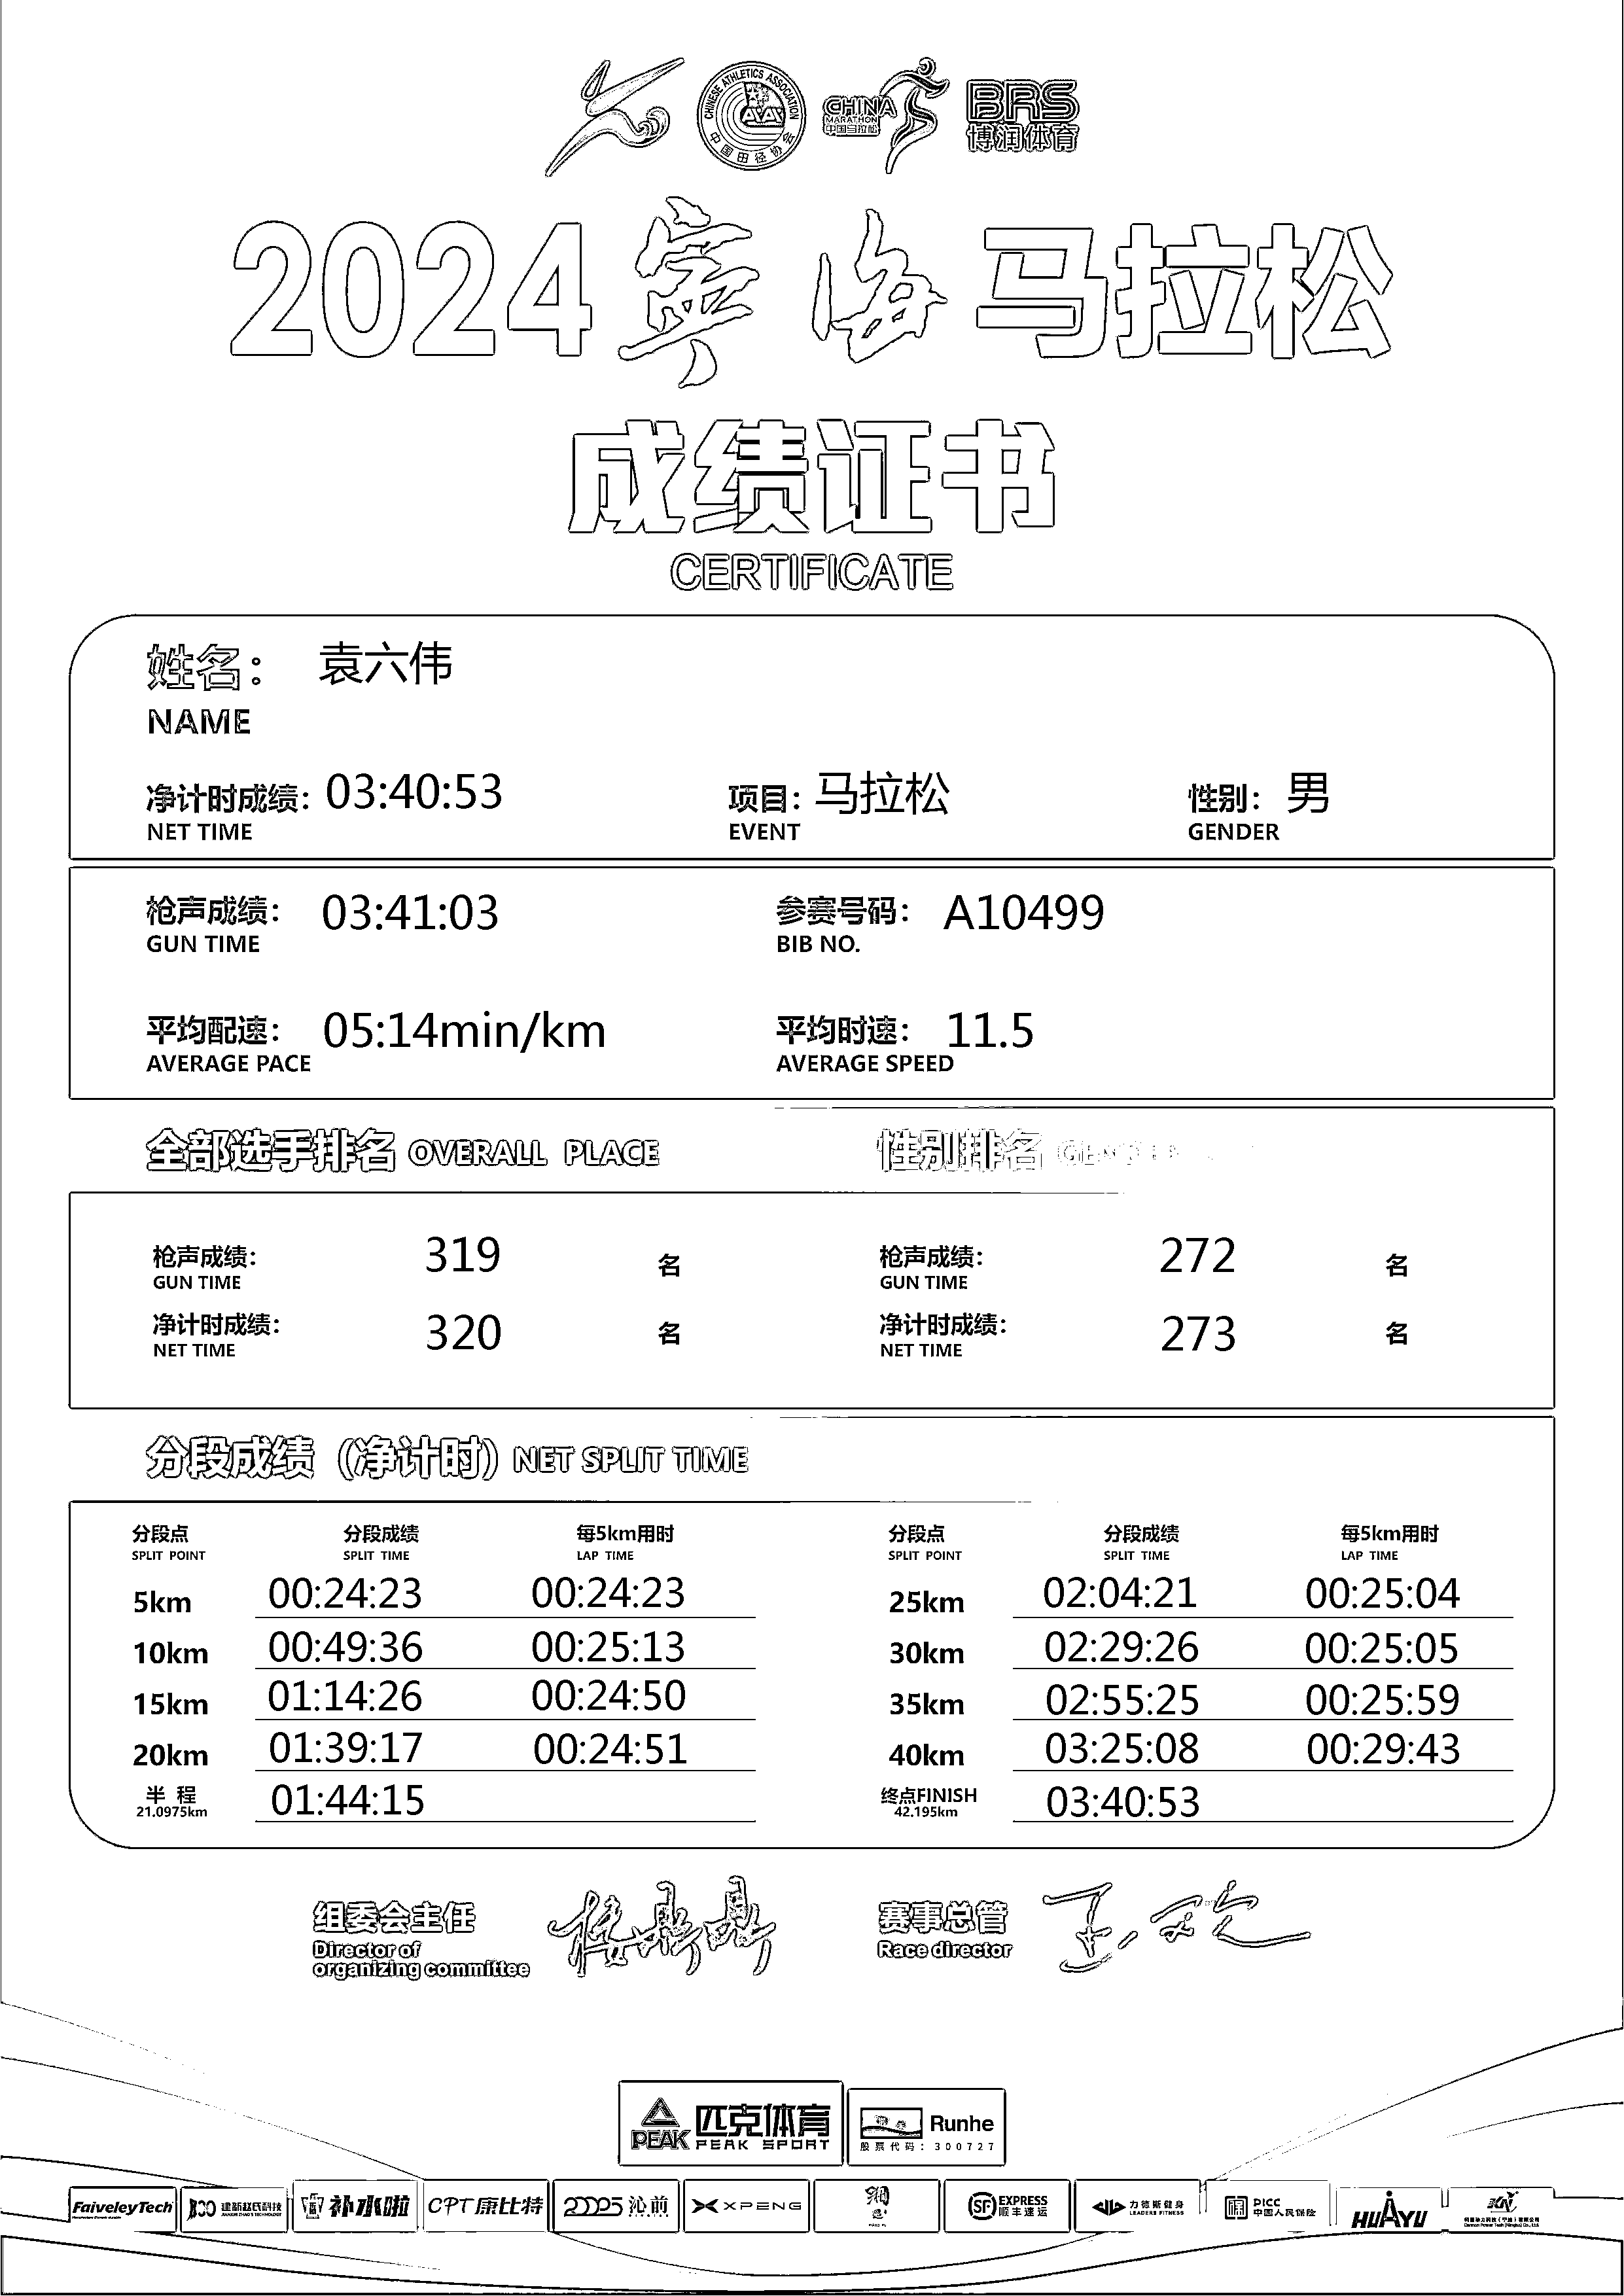 CHINESE ATHLETICS ASSOCIATION
CAA
中国田径协会
CHINA
MARATHON
中国马拉松
BRS
博润体育
2024宁海马拉松
成绩证书
CERTIFICATE
姓名： 袁六伟
NAME
净计时成绩： 03:40:53 项目： 马拉松 性别： 男
NET TIME EVENT GENDER
枪声成绩： 03:41:03 参赛号码： A10499
GUN TIME BIB NO.
平均配速： 05:14min/km 平均时速： 11.5
AVERAGE PACE AVERAGE SPEED
全部选手排名 OVERALL PLACE 性别排名
枪声成绩： 319 名 枪声成绩： 272 名
GUN TIME GUN TIME
净计时成绩： 320 名 净计时成绩： 273 名
NET TIME NET TIME
分段成绩（净计时）NET SPLIT TIME
分段点 分段成绩 每5km用时 分段点 分段成绩 每5km用时
SPLIT POINT SPLIT TIME LAP TIME SPLIT POINT SPLIT TIME LAP TIME
5km 00:24:23 00:24:23 25km 02:04:21 00:25:04
10km 00:49:36 00:25:13 30km 02:29:26 00:25:05
15km 01:14:26 00:24:50 35km 02:55:25 00:25:59
20km 01:39:17 00:24:51 40km 03:25:08 00:29:43
半程 01:44:15 终点FINISH 03:40:53
21.0975km 42.195km
组委会主任 赛事总管
Director of Race director
organizing committee
PEAK 匹克体育 Runhe
PEAK SPORT 股票代码：300727
FaiveleyTech 建新赵氏科技 补水啦 CPT康比特 沁前 XPENG SF EXPRESS 力德斯健身 PICC HUAYU
顺丰速运 LEADERS FITNESS 中国人民保险